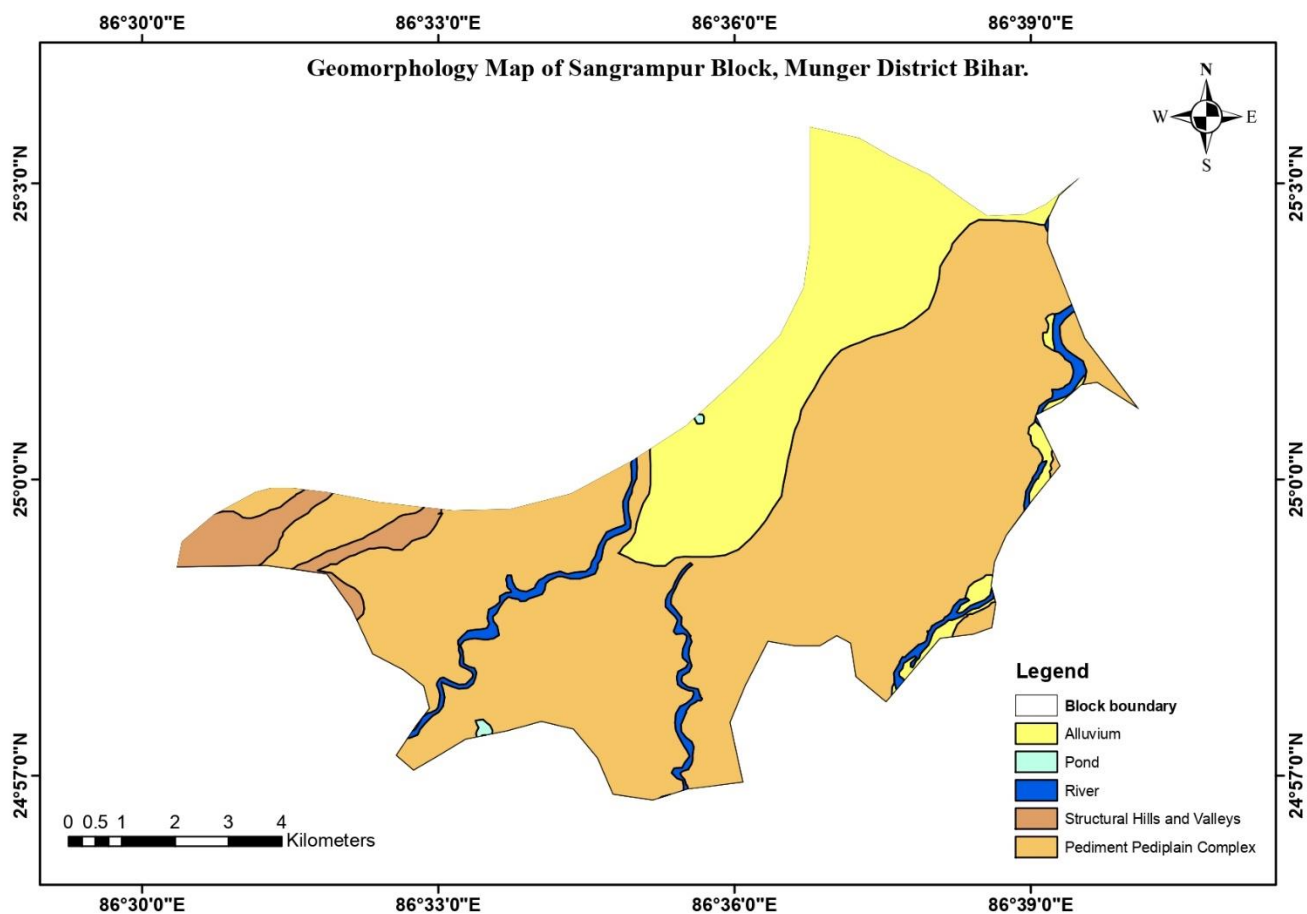 86°30'0"E 86°33'0"E 86°36'0"E 86°39'0"E
Geomorphology Map of Sangrampur Block, Munger District Bihar.
N
W E
S
25°3'0"N 25°3'0"N
25°0'0"N 25°0'0"N
24°57'0"N 24°57'0"N
Legend
Block boundary
Alluvium
Pond
River
Structural Hills and Valleys
Pediment Pediplain Complex
0 0.5 1 2 3 4
Kilometers
86°30'0"E 86°33'0"E 86°36'0"E 86°39'0"E